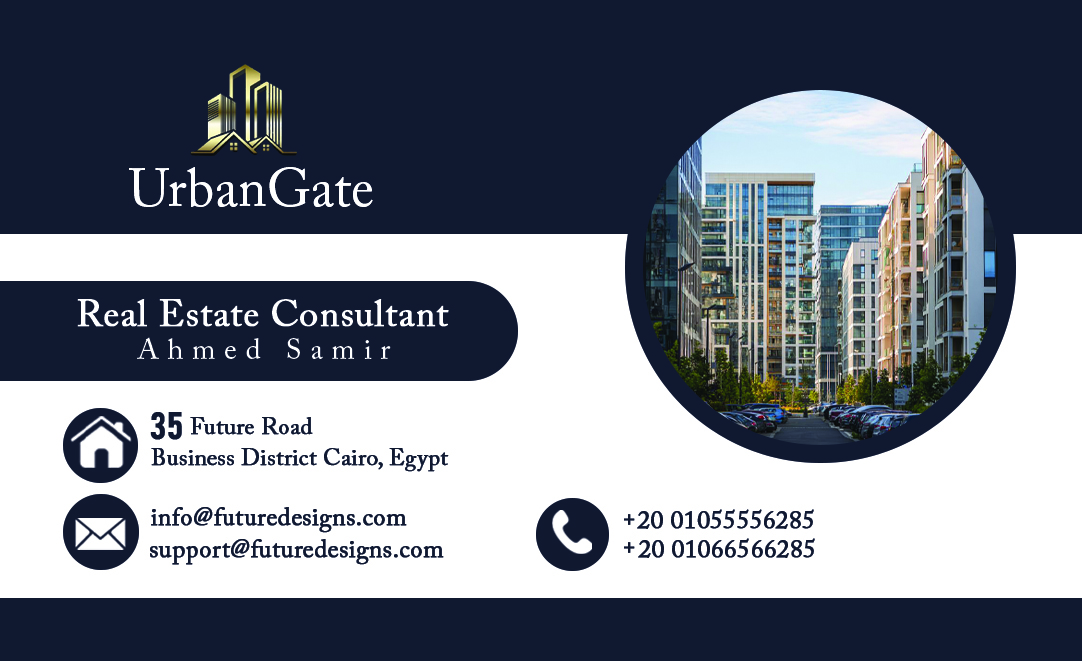 UrbanGate
Real Estate Consultant
Ahmed Samir
35 Future Road
Business District Cairo, Egypt
info@futuredesigns.com
support@futuredesigns.com
+20 01055556285
+20 01066566285